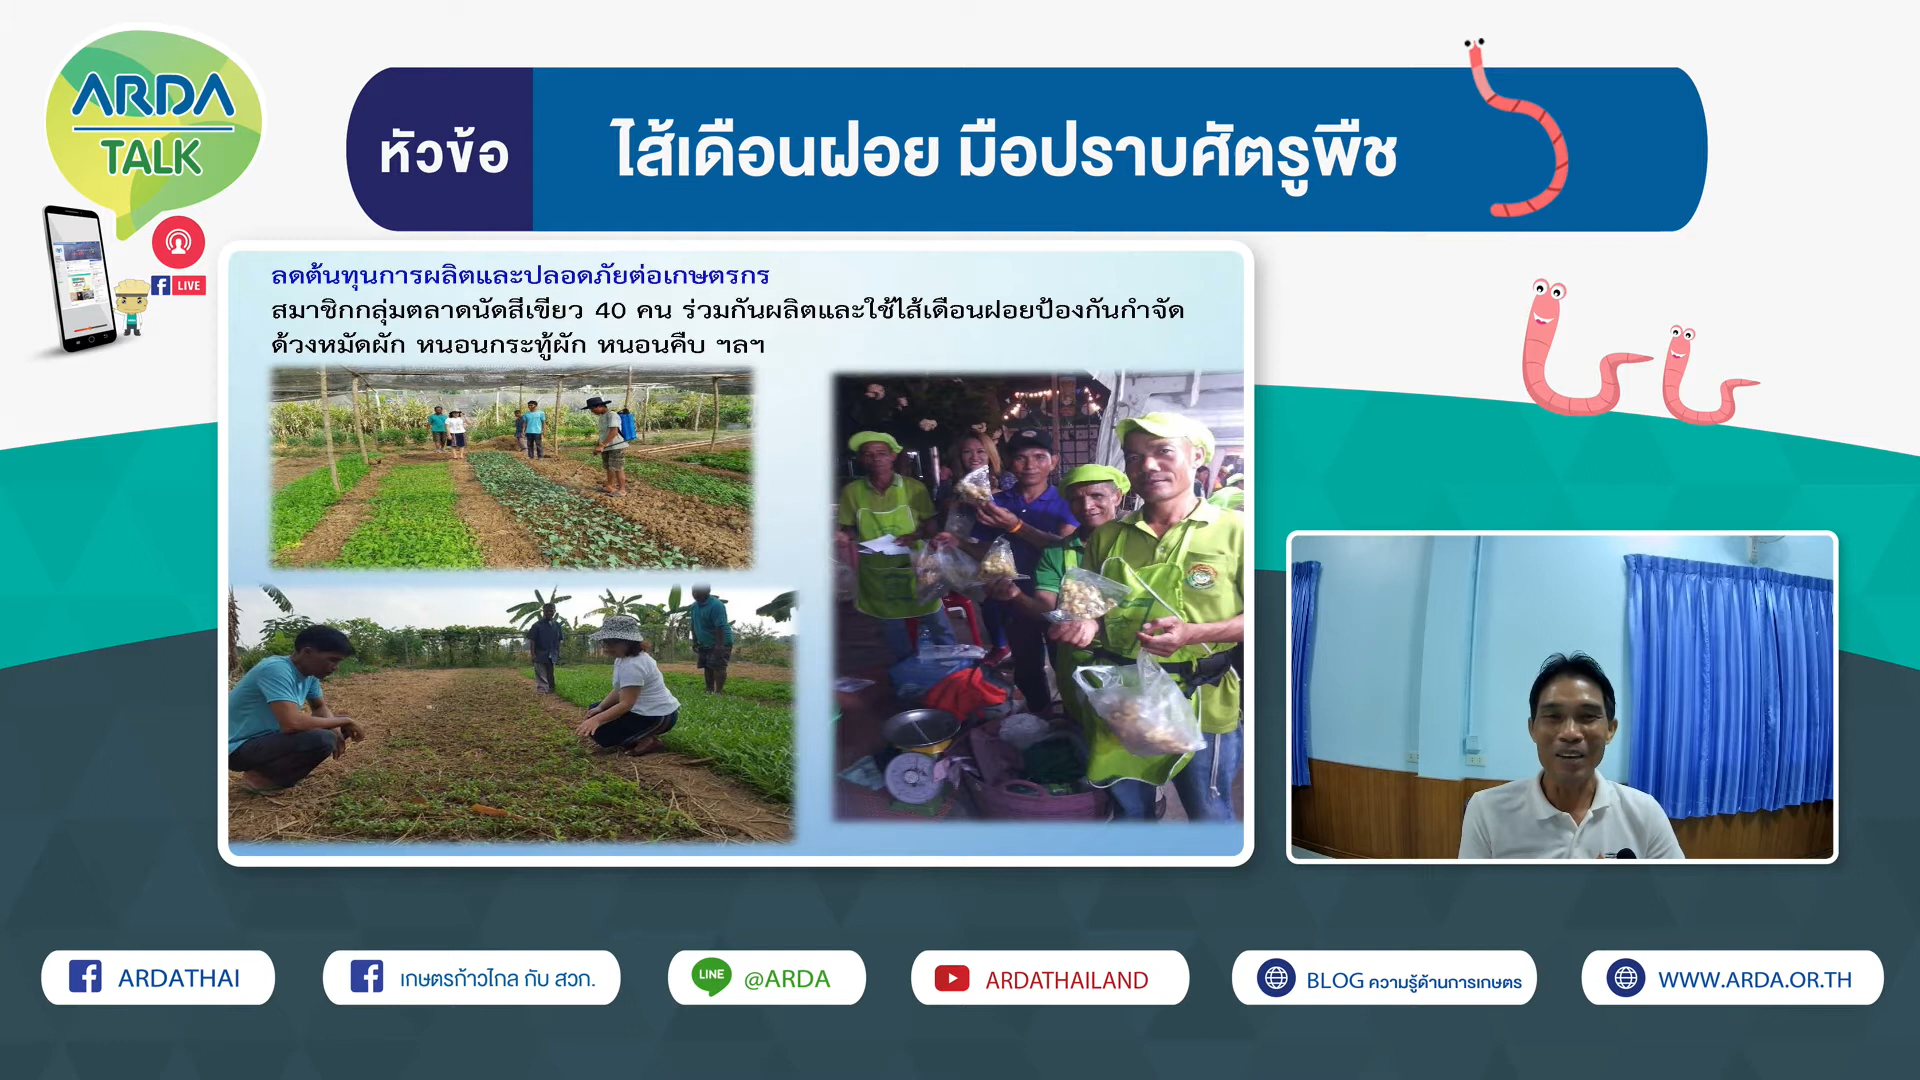 ARDA
TALK
LIVE
หัวข้อ
ไส้เดือนฝอย มือปราบศัตรูพืช
ลดต้นทุนการผลิตและปลอดภัยต่อเกษตรกร
สมาชิกกลุ่มตลาดนัดสีเขียว 40 คน ร่วมกันผลิตและใช้ไส้เดือนฝอยป้องกันกำจัด
ด้วงหมัดผัก หนอนกระทู้ผัก หนอนคืบ ฯลฯ
ARDATHAI
เกษตรก้าวไกล กับ สวก.
LINE
@ARDA
ARDATHAILAND
BLOG ความรู้ด้านการเกษตร
WWW.ARDA.OR.TH